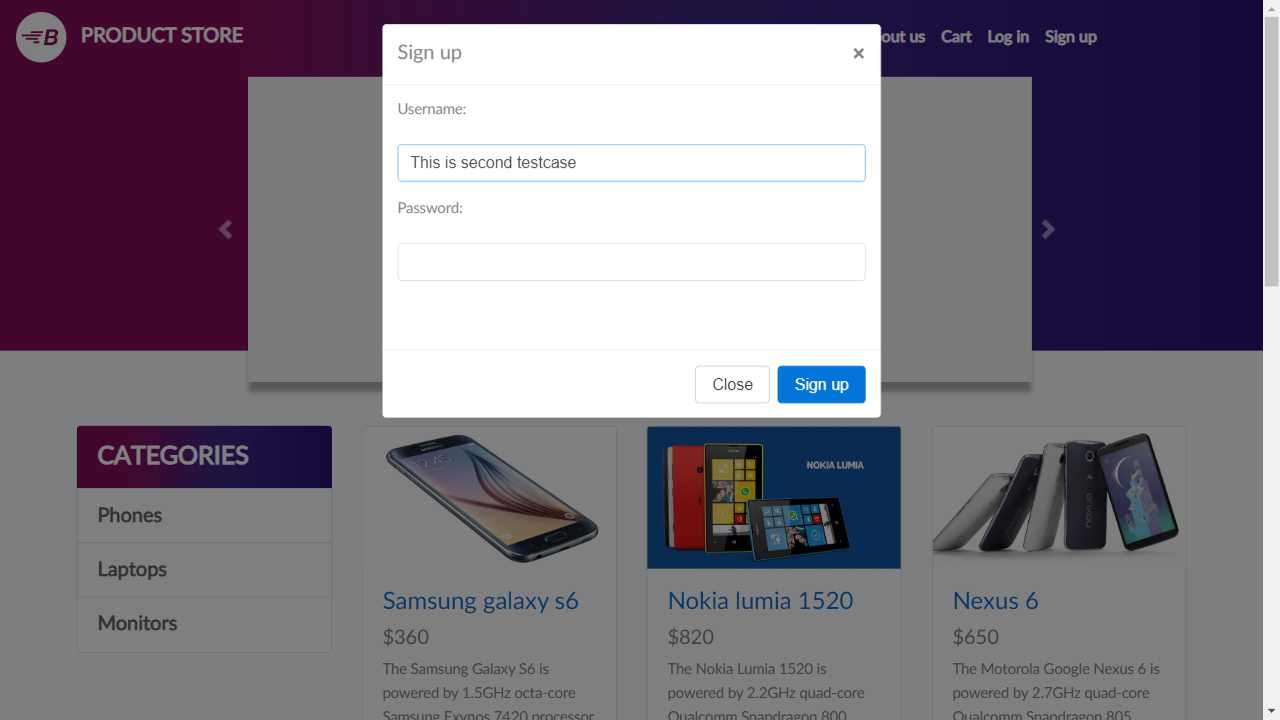 PRODUCT STORE
out us Cart Log in Sign up
Sign up
×
Username:
This is second testcase
Password:
Close Sign up
CATEGORIES
Phones
Laptops
Monitors
12:45
NOKIA LUMIA
Samsung galaxy s6
$360
The Samsung Galaxy S6 is
powered by 1.5GHz octa-core
Samsung Exynos 7420 processor
Nokia lumia 1520
$820
The Nokia Lumia 1520 is
powered by 2.2GHz quad-core
Qualcomm Snapdragon 800
Nexus 6
$650
The Motorola Google Nexus 6 is
powered by 2.7GHz quad-core
Qualcomm Snapdragon 805